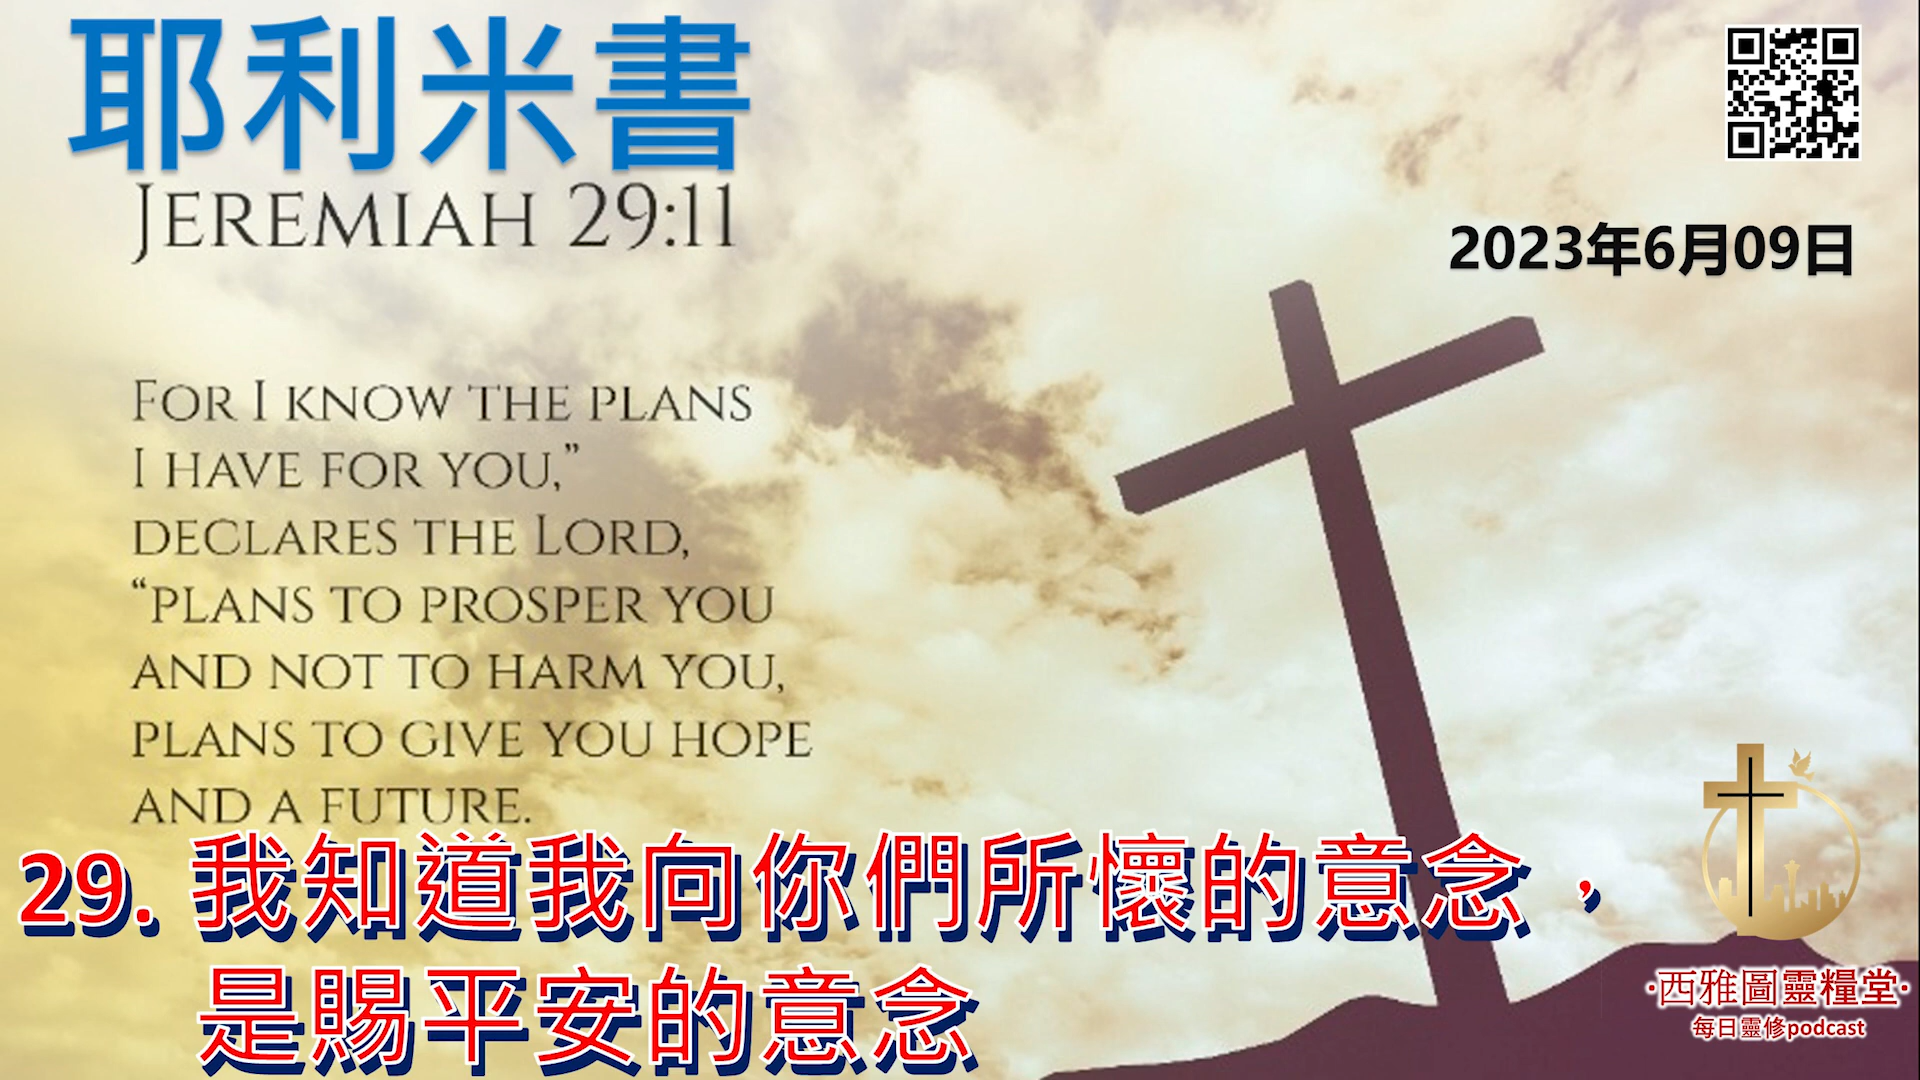 耶利米書
JEREMIAH 29:11
2023年6月09日
FOR I KNOW THE PLANS
I HAVE FOR YOU,”
DECLARES THE LORD,
“PLANS TO PROSPER YOU
AND NOT TO HARM YOU,
PLANS TO GIVE YOU HOPE
AND A FUTURE.
29. 我知道我向你們所懷的意念，
是賜平安的意念
·西雅圖靈糧堂·
每日靈修podcast